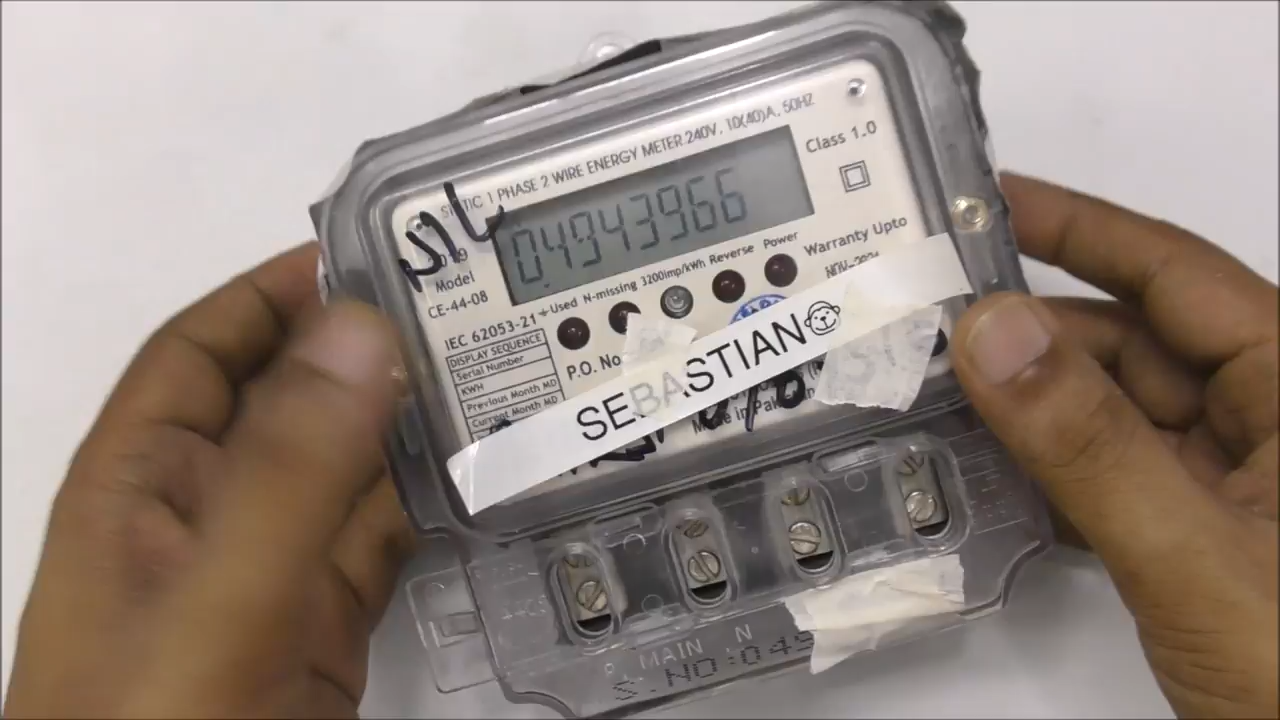 STATIC 1 PHASE 2 WIRE ENERGY METER 240V, 10(40)A, 50HZ
Class 1.0
04943966
Model
CE-44-08
Used N-missing 3200imp/kWh Reverse Power
Warranty Upto
IEC 62053-21
DISPLAY SEQUENCE
Serial Number
KWH
Previous Month MD
Current Month MD
P.O. No
SEBASTIAN
Made in Pakistan
MAIN N
S.NO:049